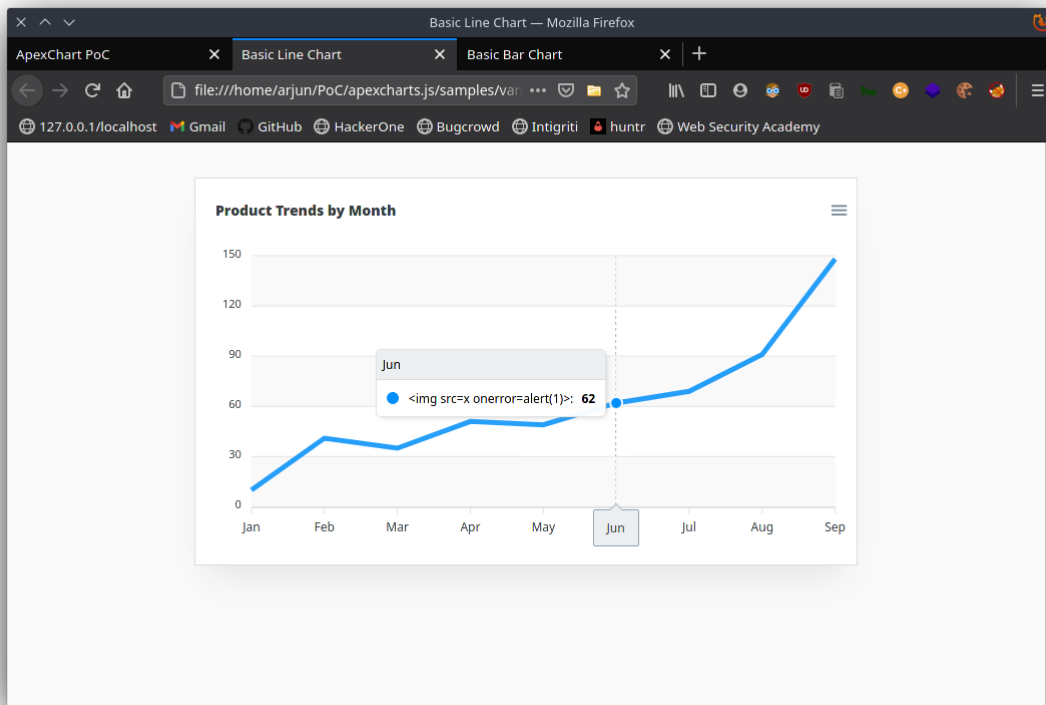 Basic Line Chart — Mozilla Firefox
ApexChart PoC
Basic Line Chart
Basic Bar Chart
file:///home/arjun/PoC/apexcharts.js/samples/van
127.0.0.1/localhost
Gmail
GitHub
HackerOne
Bugcrowd
Intigriti
huntr
Web Security Academy
Product Trends by Month
150
120
90
60
30
0
Jun
<img src=x onerror=alert(1)>: 62
Jan
Feb
Mar
Apr
May
Jun
Jul
Aug
Sep